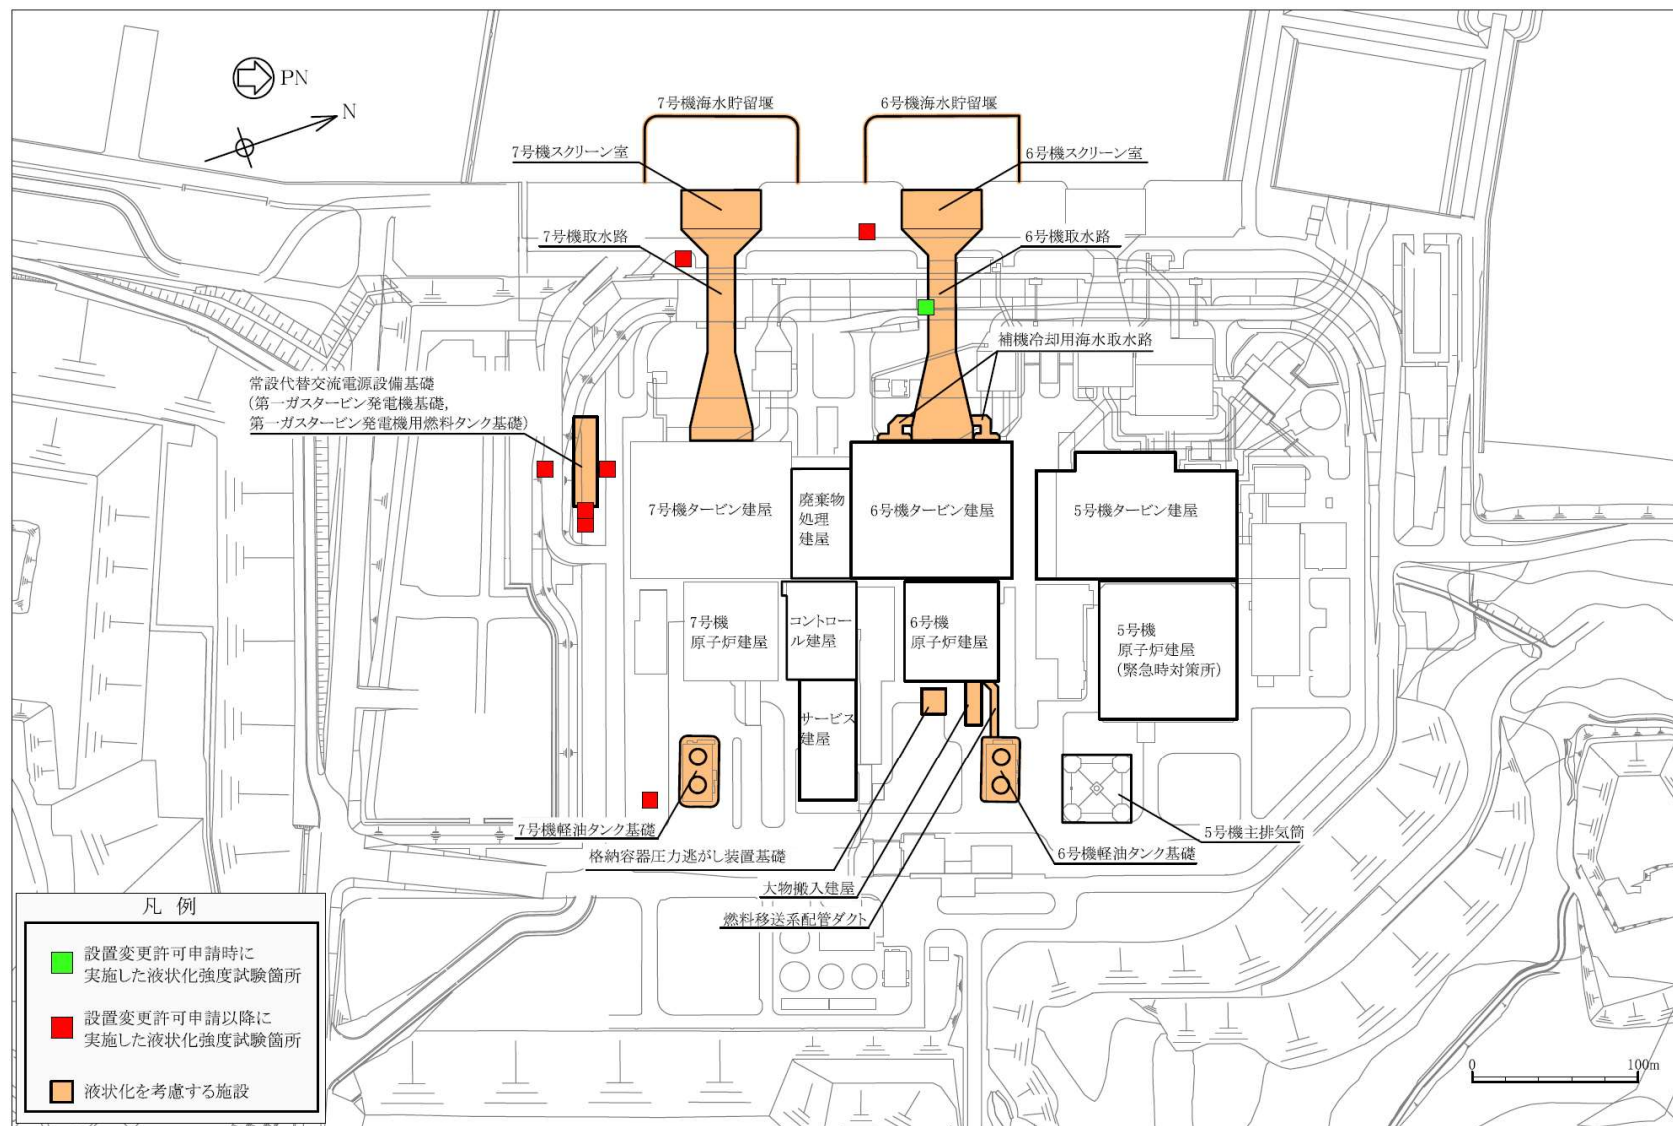 PN
N
7号機海水貯留堰
6号機海水貯留堰
7号機スクリーン室
6号機スクリーン室
7号機取水路
6号機取水路
補機冷却用海水取水路
常設代替交流電源設備基礎
(第一ガスタービン発電機基礎,
第一ガスタービン発電機用燃料タンク基礎)
7号機タービン建屋
廃棄物
処理
建屋
6号機タービン建屋
5号機タービン建屋
7号機
原子炉建屋
コントロー
ル建屋
6号機
原子炉建屋
5号機
原子炉建屋
(緊急時対策所)
サービス
建屋
7号機軽油タンク基礎
格納容器圧力逃がし装置基礎
大物搬入建屋
燃料移送系配管ダクト
6号機軽油タンク基礎
5号機主排気筒
凡 例
設置変更許可申請時に
実施した液状化強度試験箇所
設置変更許可申請以降に
実施した液状化強度試験箇所
液状化を考慮する施設
0 100m